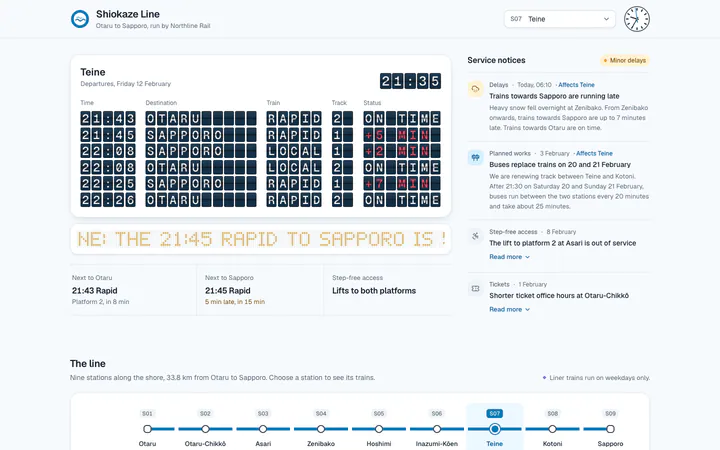 Shiokaze Line
Otaru to Sapporo, run by Northline Rail
S07 Teine
Teine
Departures, Friday 12 February
21:35
Time Destination Train Track Status
21:43 OTARU RAPID 2 ON TIME
21:45 SAPPORO RAPID 1 +5 MIN
22:08 SAPPORO LOCAL 1 +2 MIN
22:08 OTARU LOCAL 2 ON TIME
22:25 SAPPORO RAPID 1 +7 MIN
22:26 OTARU LOCAL 2 ON TIME
NE: THE 21:45 RAPID TO SAPPORO IS
Next to Otaru
21:43 Rapid
Platform 2, in 8 min
Next to Sapporo
21:45 Rapid
5 min late, in 15 min
Step-free access
Lifts to both platforms
Service notices
Minor delays
Delays · Today, 06:10 · Affects Teine
Trains towards Sapporo are running late
Heavy snow fell overnight at Zenibako. From Zenibako
onwards, trains towards Sapporo are up to 7 minutes
late. Trains towards Otaru are on time.
Planned works · 3 February · Affects Teine
Buses replace trains on 20 and 21 February
We are renewing track between Teine and Kotoni.
After 21:30 on Saturday 20 and Sunday 21 February,
buses run between the two stations every 20 minutes
and take about 25 minutes.
Step-free access · 8 February
The lift to platform 2 at Asari is out of service
Read more
Tickets · 1 February
Shorter ticket office hours at Otaru-Chikkō
Read more
The line
Nine stations along the shore, 33.8 km from Otaru to Sapporo. Choose a station to see its trains.
Liner trains run on weekdays only.
S01 S02 S03 S04 S05 S06 S07 S08 S09
Otaru Otaru-Chikkō Asari Zenibako Hoshimi Inazumi-Kōen Teine Kotoni Sapporo